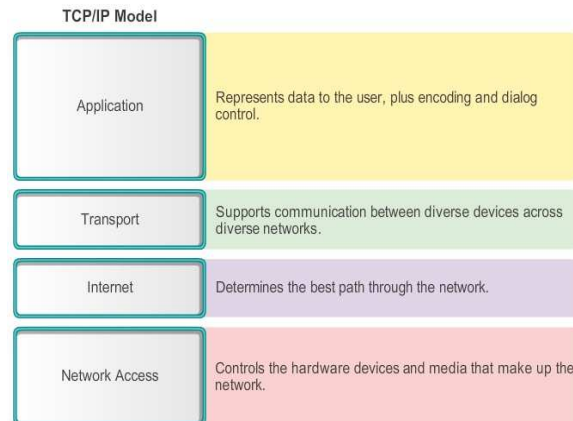 TCP/IP Model
Application
Represents data to the user, plus encoding and dialog
control.
Transport
Supports communication between diverse devices across
diverse networks.
Internet
Determines the best path through the network.
Network Access
Controls the hardware devices and media that make up the
network.